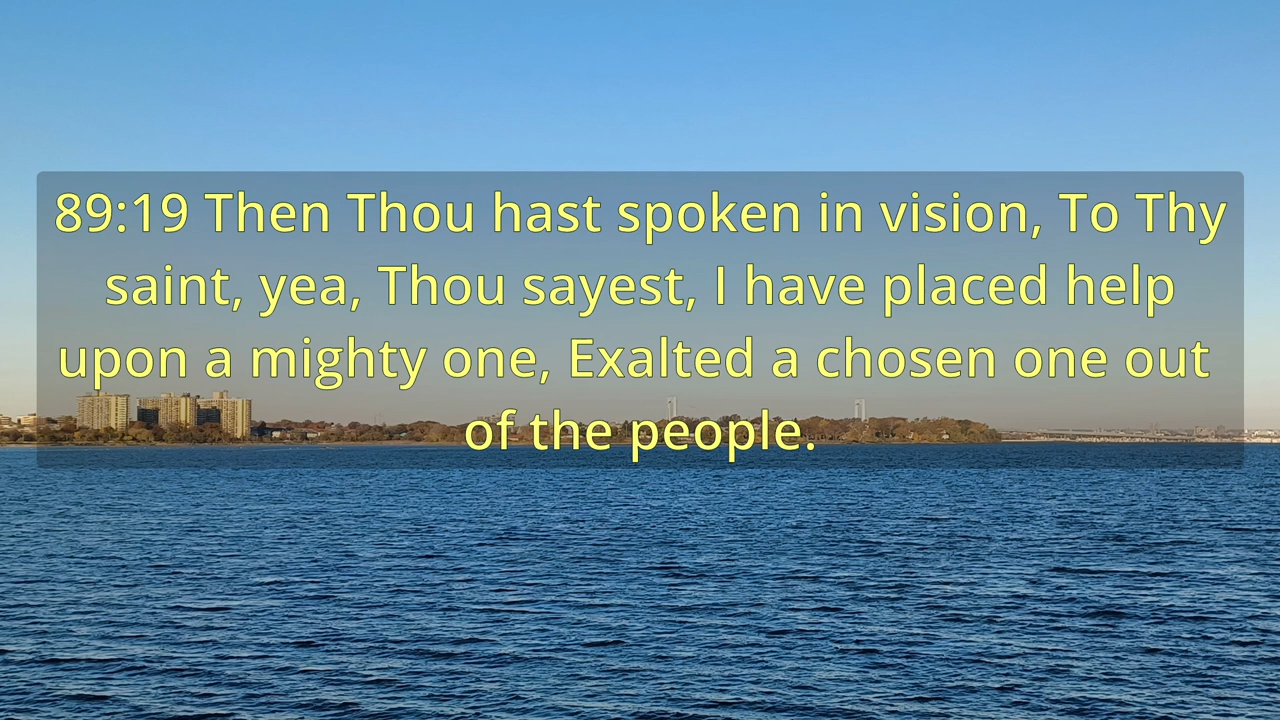 89:19 Then Thou hast spoken in vision, To Thy
saint, yea, Thou sayest, I have placed help
upon a mighty one, Exalted a chosen one out
of the people.